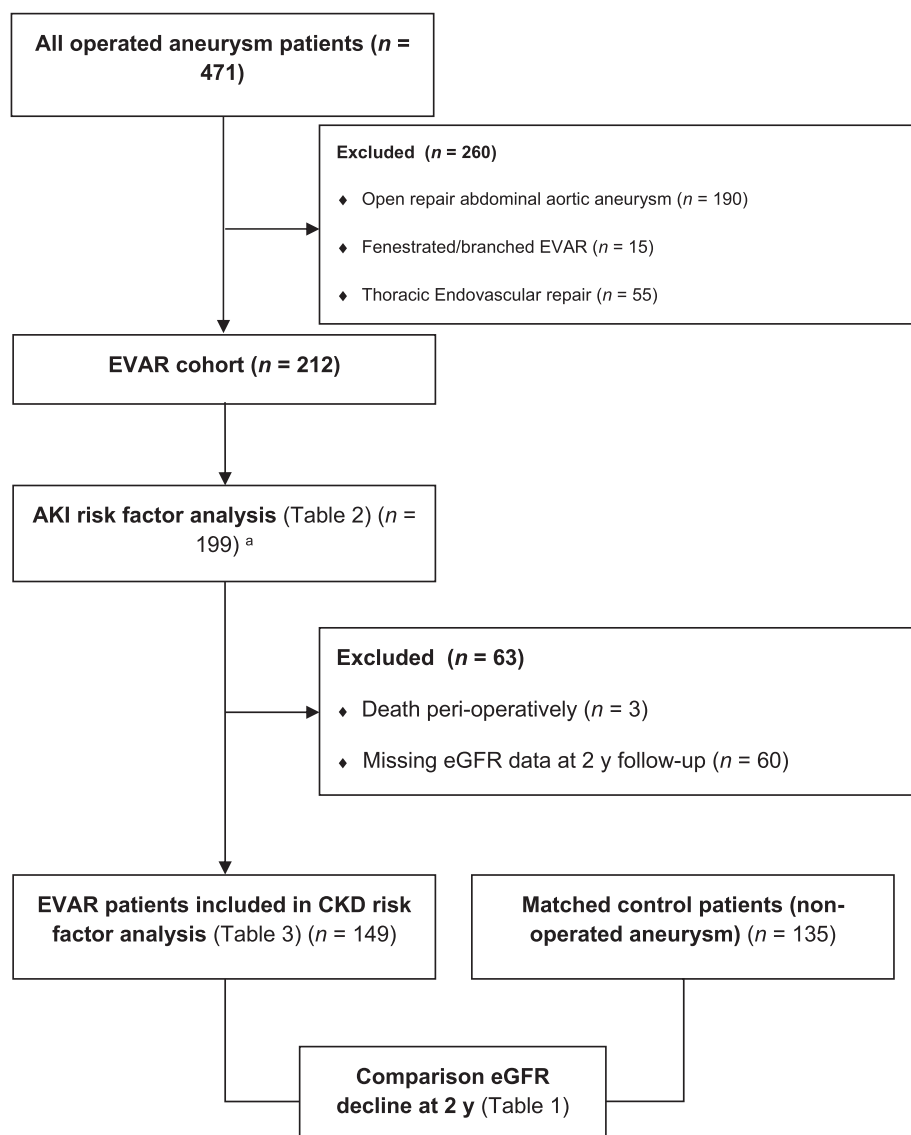 All operated aneurysm patients (n =
471)
Excluded (n = 260)
♦ Open repair abdominal aortic aneurysm (n = 190)
♦ Fenestrated/branched EVAR (n = 15)
♦ Thoracic Endovascular repair (n = 55)
EVAR cohort (n = 212)
AKI risk factor analysis (Table 2) (n =
199) a
Excluded (n = 63)
♦ Death peri-operatively (n = 3)
♦ Missing eGFR data at 2 y follow-up (n = 60)
EVAR patients included in CKD risk
factor analysis (Table 3) (n = 149)
Matched control patients (non-
operated aneurysm) (n = 135)
Comparison eGFR
decline at 2 y (Table 1)